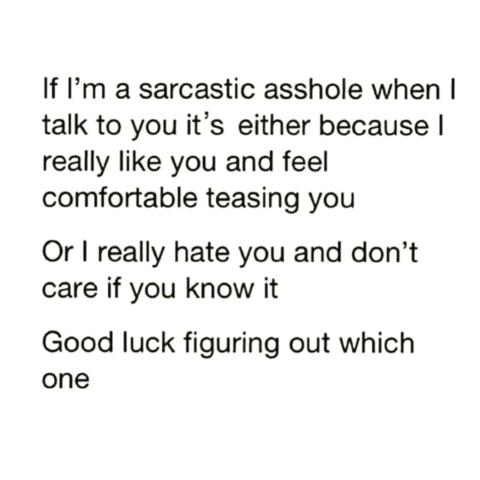 If I'm a sarcastic asshole when I
talk to you it's either because I
really like you and feel
comfortable teasing you
Or I really hate you and don't
care if you know it
Good luck figuring out which
one